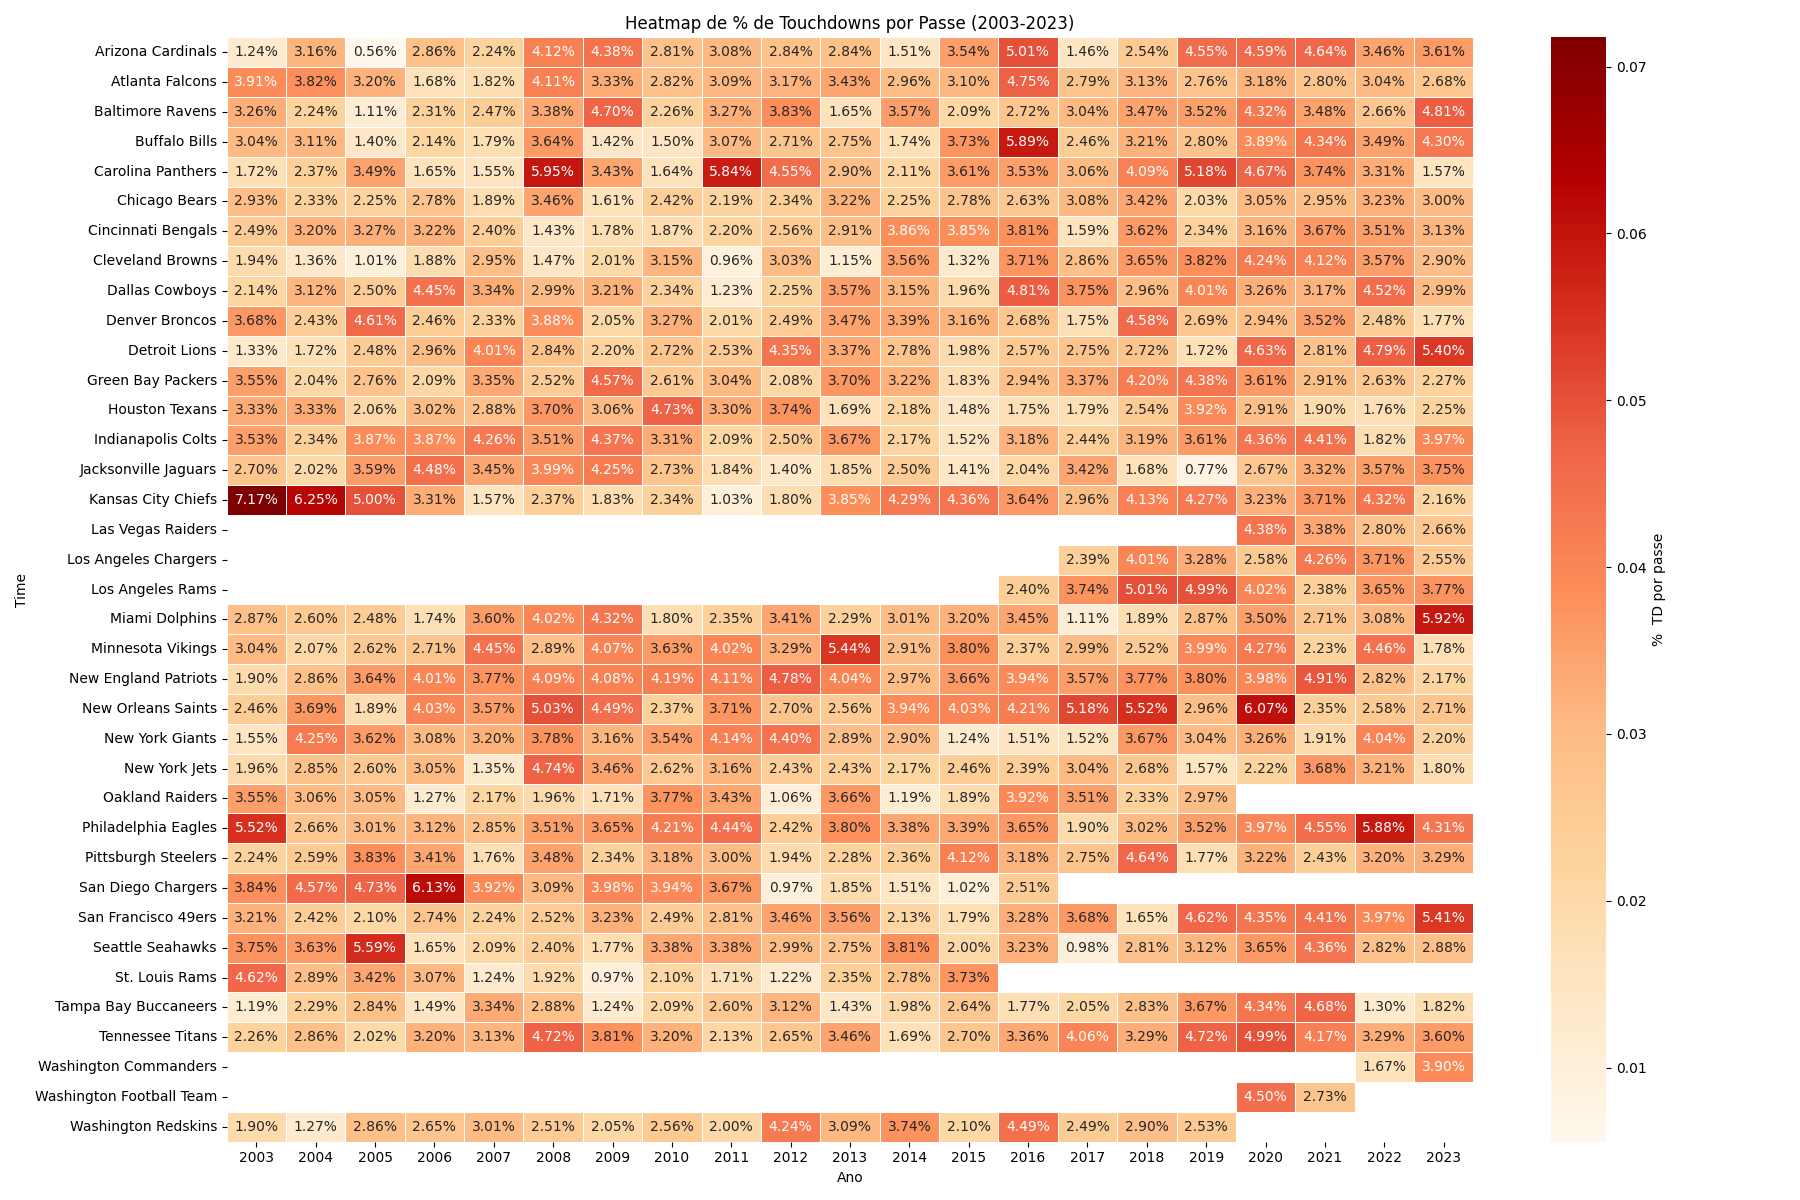 Heatmap de % de Touchdowns por Passe (2003-2023)
Arizona Cardinals 1.24% 3.16% 0.56% 2.86% 2.24% 4.12% 4.38% 2.81% 3.08% 2.84% 2.84% 1.51% 3.54% 5.01% 1.46% 2.54% 4.55% 4.59% 4.64% 3.46% 3.61%
Atlanta Falcons 3.91% 3.82% 3.20% 1.68% 1.82% 4.11% 3.33% 2.82% 3.09% 3.17% 3.43% 2.96% 3.10% 4.75% 2.79% 3.13% 2.76% 3.18% 2.80% 3.04% 2.68%
Baltimore Ravens 3.26% 2.24% 1.11% 2.31% 2.47% 3.38% 4.70% 2.26% 3.27% 3.83% 1.65% 3.57% 2.09% 2.72% 3.04% 3.47% 3.52% 4.32% 3.48% 2.66% 4.81%
Buffalo Bills 3.04% 3.11% 1.40% 2.14% 1.79% 3.64% 1.42% 1.50% 3.07% 2.71% 2.75% 1.74% 3.73% 5.89% 2.46% 3.21% 2.80% 3.89% 4.34% 3.49% 4.30%
Carolina Panthers 1.72% 2.37% 3.49% 1.65% 1.55% 5.95% 3.43% 1.64% 5.84% 4.55% 2.90% 2.11% 3.61% 3.53% 3.06% 4.09% 5.18% 4.67% 3.74% 3.31% 1.57%
Chicago Bears 2.93% 2.33% 2.25% 2.78% 1.89% 3.46% 1.61% 2.42% 2.19% 2.34% 3.22% 2.25% 2.78% 2.63% 3.08% 3.42% 2.03% 3.05% 2.95% 3.23% 3.00%
Cincinnati Bengals 2.49% 3.20% 3.27% 3.22% 2.40% 1.43% 1.78% 1.87% 2.20% 2.56% 2.91% 3.86% 3.85% 3.81% 1.59% 3.62% 2.34% 3.16% 3.67% 3.51% 3.13%
Cleveland Browns 1.94% 1.36% 1.01% 1.88% 2.95% 1.47% 2.01% 3.15% 0.96% 3.03% 1.15% 3.56% 1.32% 3.71% 2.86% 3.65% 3.82% 4.24% 4.12% 3.57% 2.90%
Dallas Cowboys 2.14% 3.12% 2.50% 4.45% 3.34% 2.99% 3.21% 2.34% 1.23% 2.25% 3.57% 3.15% 1.96% 4.81% 3.75% 2.96% 4.01% 3.26% 3.17% 4.52% 2.99%
Denver Broncos 3.68% 2.43% 4.61% 2.46% 2.33% 3.88% 2.05% 3.27% 2.01% 2.49% 3.47% 3.39% 3.16% 2.68% 1.75% 4.58% 2.69% 2.94% 3.52% 2.48% 1.77%
Detroit Lions 1.33% 1.72% 2.48% 2.96% 4.01% 2.84% 2.20% 2.72% 2.53% 4.35% 3.37% 2.78% 1.98% 2.57% 2.75% 2.72% 1.72% 4.63% 2.81% 4.79% 5.40%
Green Bay Packers 3.55% 2.04% 2.76% 2.09% 3.35% 2.52% 4.57% 2.61% 3.04% 2.08% 3.70% 3.22% 1.83% 2.94% 3.37% 4.20% 4.38% 3.61% 2.91% 2.63% 2.27%
Houston Texans 3.33% 3.33% 2.06% 3.02% 2.88% 3.70% 3.06% 4.73% 3.30% 3.74% 1.69% 2.18% 1.48% 1.75% 1.79% 2.54% 3.92% 2.91% 1.90% 1.76% 2.25%
Indianapolis Colts 3.53% 2.34% 3.87% 3.87% 4.26% 3.51% 4.37% 3.31% 2.09% 2.50% 3.67% 2.17% 1.52% 3.18% 2.44% 3.19% 3.61% 4.36% 4.41% 1.82% 3.97%
Jacksonville Jaguars 2.70% 2.02% 3.59% 4.48% 3.45% 3.99% 4.25% 2.73% 1.84% 1.40% 1.85% 2.50% 1.41% 2.04% 3.42% 1.68% 0.77% 2.67% 3.32% 3.57% 3.75%
Kansas City Chiefs 7.17% 6.25% 5.00% 3.31% 1.57% 2.37% 1.83% 2.34% 1.03% 1.80% 3.85% 4.29% 4.36% 3.64% 2.96% 4.13% 4.27% 3.23% 3.71% 4.32% 2.16%
Las Vegas Raiders 4.38% 3.38% 2.80% 2.66%
Los Angeles Chargers 2.39% 4.01% 3.28% 2.58% 4.26% 3.71% 2.55%
Los Angeles Rams 2.40% 3.74% 5.01% 4.99% 4.02% 2.38% 3.65% 3.77%
Miami Dolphins 2.87% 2.60% 2.48% 1.74% 3.60% 4.02% 4.32% 1.80% 2.35% 3.41% 2.29% 3.01% 3.20% 3.45% 1.11% 1.89% 2.87% 3.50% 2.71% 3.08% 5.92%
Minnesota Vikings 3.04% 2.07% 2.62% 2.71% 4.45% 2.89% 4.07% 3.63% 4.02% 3.29% 5.44% 2.91% 3.80% 2.37% 2.99% 2.52% 3.99% 4.27% 2.23% 4.46% 1.78%
New England Patriots 1.90% 2.86% 3.64% 4.01% 3.77% 4.09% 4.08% 4.19% 4.11% 4.78% 4.04% 2.97% 3.66% 3.94% 3.57% 3.77% 3.80% 3.98% 4.91% 2.82% 2.17%
New Orleans Saints 2.46% 3.69% 1.89% 4.03% 3.57% 5.03% 4.49% 2.37% 3.71% 2.70% 2.56% 3.94% 4.03% 4.21% 5.18% 5.52% 2.96% 6.07% 2.35% 2.58% 2.71%
New York Giants 1.55% 4.25% 3.62% 3.08% 3.20% 3.78% 3.16% 3.54% 4.14% 4.40% 2.89% 2.90% 1.24% 1.51% 1.52% 3.67% 3.04% 3.26% 1.91% 4.04% 2.20%
New York Jets 1.96% 2.85% 2.60% 3.05% 1.35% 4.74% 3.46% 2.62% 3.16% 2.43% 2.43% 2.17% 2.46% 2.39% 3.04% 2.68% 1.57% 2.22% 3.68% 3.21% 1.80%
Oakland Raiders 3.55% 3.06% 3.05% 1.27% 2.17% 1.96% 1.71% 3.77% 3.43% 1.06% 3.66% 1.19% 1.89% 3.92% 3.51% 2.33% 2.97%
Philadelphia Eagles 5.52% 2.66% 3.01% 3.12% 2.85% 3.51% 3.65% 4.21% 4.44% 2.42% 3.80% 3.38% 3.39% 3.65% 1.90% 3.02% 3.52% 3.97% 4.55% 5.88% 4.31%
Pittsburgh Steelers 2.24% 2.59% 3.83% 3.41% 1.76% 3.48% 2.34% 3.18% 3.00% 1.94% 2.28% 2.36% 4.12% 3.18% 2.75% 4.64% 1.77% 3.22% 2.43% 3.20% 3.29%
San Diego Chargers 3.84% 4.57% 4.73% 6.13% 3.92% 3.09% 3.98% 3.94% 3.67% 0.97% 1.85% 1.51% 1.02% 2.51%
San Francisco 49ers 3.21% 2.42% 2.10% 2.74% 2.24% 2.52% 3.23% 2.49% 2.81% 3.46% 3.56% 2.13% 1.79% 3.28% 3.68% 1.65% 4.62% 4.35% 4.41% 3.97% 5.41%
Seattle Seahawks 3.75% 3.63% 5.59% 1.65% 2.09% 2.40% 1.77% 3.38% 3.38% 2.99% 2.75% 3.81% 2.00% 3.23% 0.98% 2.81% 3.12% 3.65% 4.36% 2.82% 2.88%
St. Louis Rams 4.62% 2.89% 3.42% 3.07% 1.24% 1.92% 0.97% 2.10% 1.71% 1.22% 2.35% 2.78% 3.73%
Tampa Bay Buccaneers 1.19% 2.29% 2.84% 1.49% 3.34% 2.88% 1.24% 2.09% 2.60% 3.12% 1.43% 1.98% 2.64% 1.77% 2.05% 2.83% 3.67% 4.34% 4.68% 1.30% 1.82%
Tennessee Titans 2.26% 2.86% 2.02% 3.20% 3.13% 4.72% 3.81% 3.20% 2.13% 2.65% 3.46% 1.69% 2.70% 3.36% 4.06% 3.29% 4.72% 4.99% 4.17% 3.29% 3.60%
Washington Commanders 1.67% 3.90%
Washington Football Team 4.50% 2.73%
Washington Redskins 1.90% 1.27% 2.86% 2.65% 3.01% 2.51% 2.05% 2.56% 2.00% 4.24% 3.09% 3.74% 2.10% 4.49% 2.49% 2.90% 2.53%
2003 2004 2005 2006 2007 2008 2009 2010 2011 2012 2013 2014 2015 2016 2017 2018 2019 2020 2021 2022 2023
Ano
Time
0.07
0.06
0.05
0.04
0.03
0.02
0.01
% TD por passe